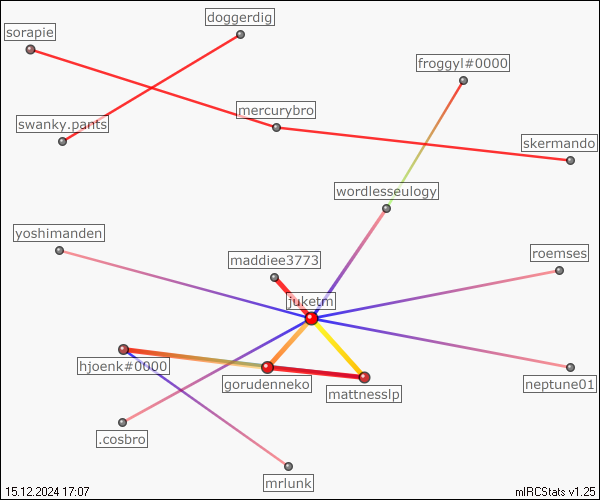 doggerdig
sorapie
froggyl#0000
mercurybro
swanky.pants
skermando
wordlesseulogy
yoshimanden
roemses
maddiee3773
juketm
hjoenk#0000
gorudenneko
neptune01
mattnesslp
.cosbro
mrlunk
15.12.2024 17:07
mIRCStats v1.25